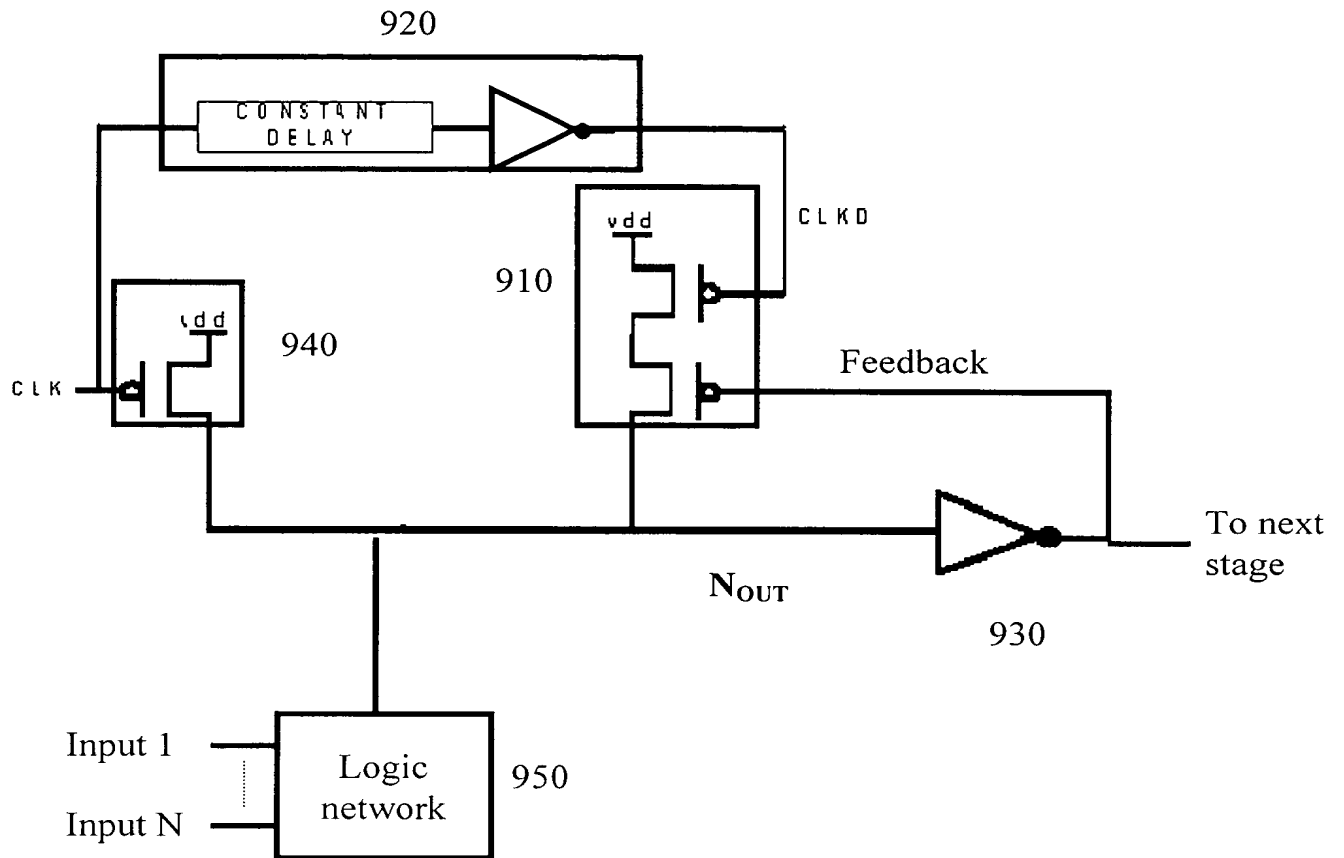 920
CONSTANT
DELAY
CLKD
vdd
910
vdd
940
CLK
Feedback
To next
stage
NOUT
930
Input 1
Logic
network
950
Input N